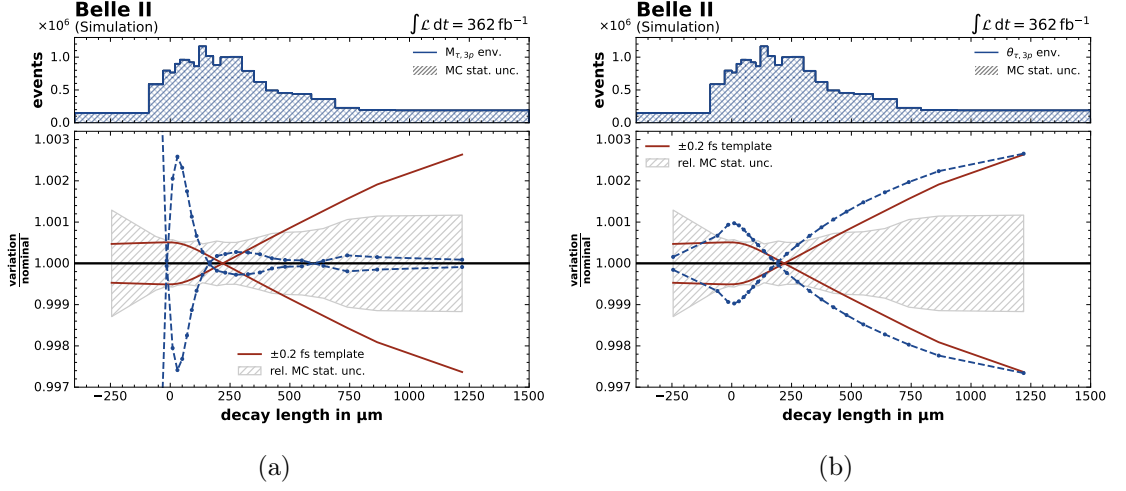 Belle II
(Simulation)
∫ℒ dt = 362 fb⁻¹
×10⁶
events
1.0
0.5
0.0
M_{τ,3p} env.
MC stat. unc.
variation
nominal
1.003
1.002
1.001
1.000
0.999
0.998
0.997
±0.2 fs template
rel. MC stat. unc.
−250 0 250 500 750 1000 1250 1500
decay length in µm
(a)
Belle II
(Simulation)
∫ℒ dt = 362 fb⁻¹
×10⁶
events
1.0
0.5
0.0
θ_{τ,3p} env.
MC stat. unc.
variation
nominal
1.003
1.002
1.001
1.000
0.999
0.998
0.997
±0.2 fs template
rel. MC stat. unc.
−250 0 250 500 750 1000 1250 1500
decay length in µm
(b)